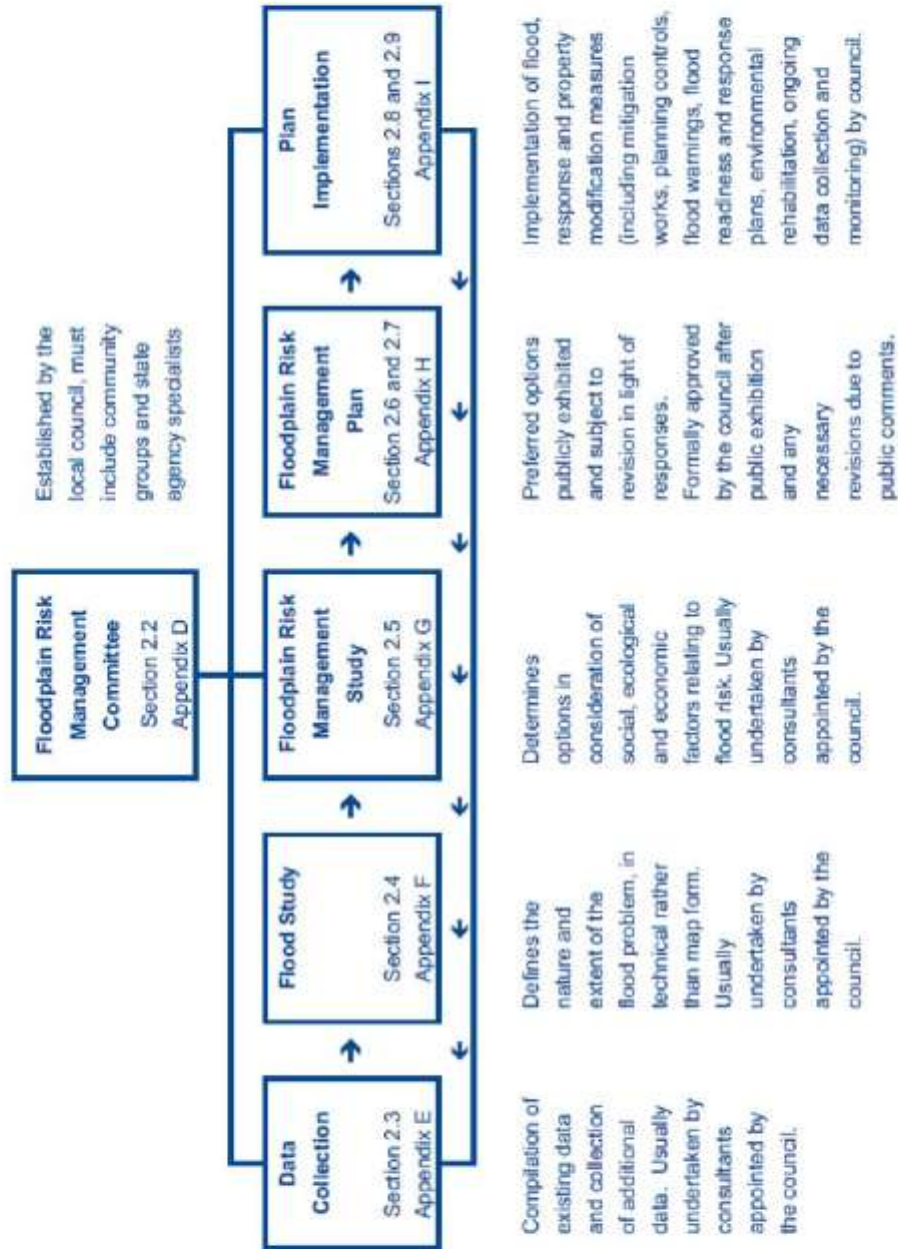 Floodplain Risk
Management
Committee
Section 2.2
Appendix D
Established by the
local council, must
include community
groups and state
agency specialists
Data
Collection
Section 2.3
Appendix E
Flood Study
Section 2.4
Appendix F
Floodplain Risk
Management
Study
Section 2.5
Appendix G
Floodplain Risk
Management
Plan
Section 2.6 and 2.7
Appendix H
Plan
Implementation
Sections 2.8 and 2.9
Appendix I
Compilation of
existing data
and collection
of additional
data. Usually
undertaken by
consultants
appointed by
the council.
Defines the
nature and
extent of the
flood problem, in
technical rather
than map form.
Usually
undertaken by
consultants
appointed by the
council.
Determines
options in
consideration of
social, ecological
and economic
factors relating to
flood risk. Usually
undertaken by
consultants
appointed by the
council.
Preferred options
publicly exhibited
and subject to
revision in light of
responses.
Formally approved
by the council after
public exhibition
and any
necessary
revisions due to
public comments.
Implementation of flood,
response and property
modification measures
(including mitigation
works, planning controls,
flood warnings, flood
readiness and response
plans, environmental
rehabilitation, ongoing
data collection and
monitoring) by council.